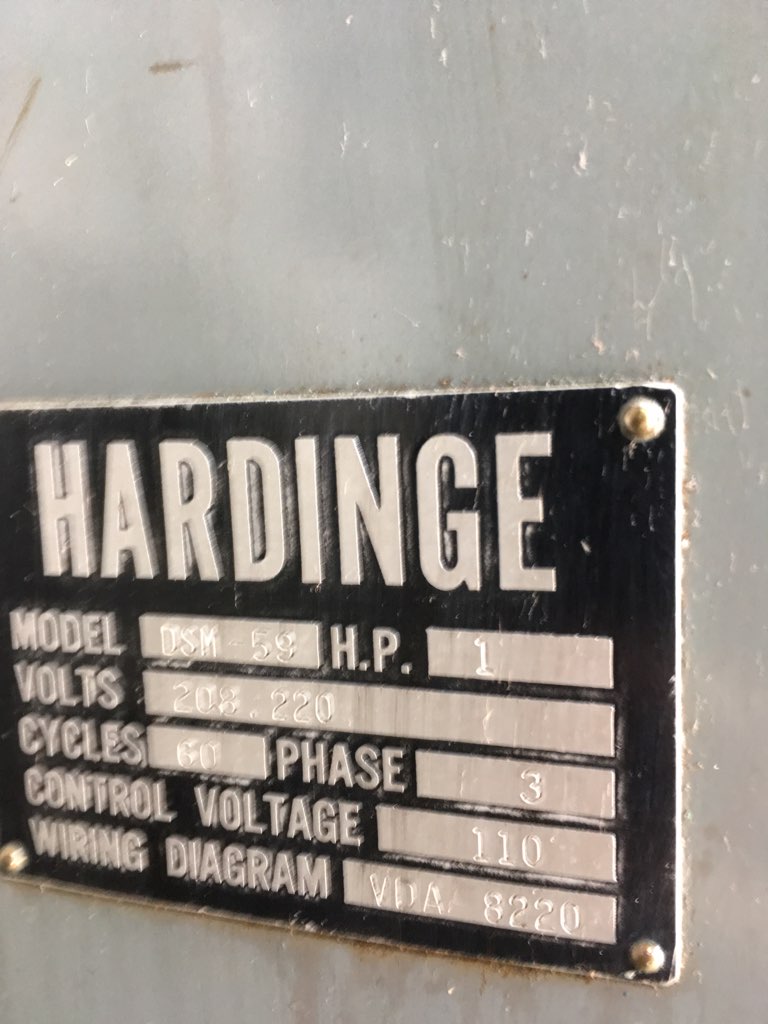 HARDINGE
MODEL DSM-59 H.P. 1
VOLTS 208.220
CYCLES 60 PHASE 3
CONTROL VOLTAGE 110
WIRING DIAGRAM VDA 8220